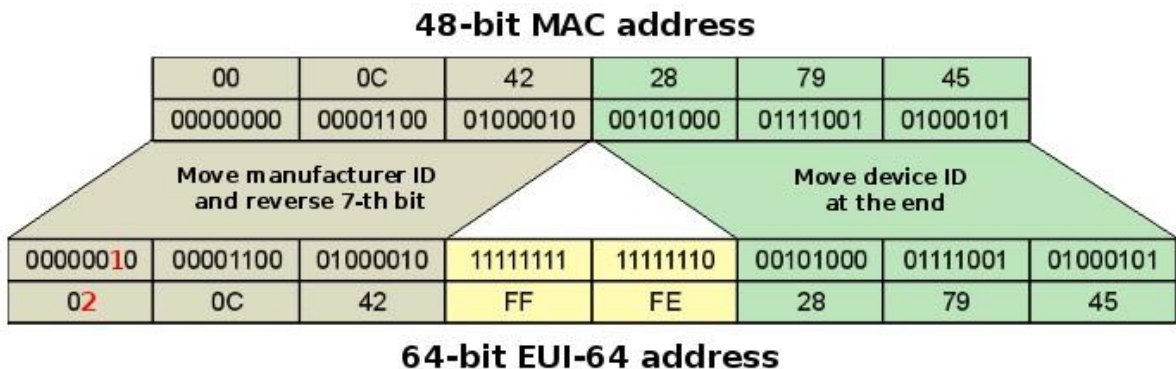 48-bit MAC address
00 0C 42 28 79 45
00000000 00001100 01000010 00101000 01111001 01000101
Move manufacturer ID
and reverse 7-th bit
Move device ID
at the end
00000010 00001100 01000010 11111111 11111110 00101000 01111001 01000101
02 0C 42 FF FE 28 79 45
64-bit EUI-64 address